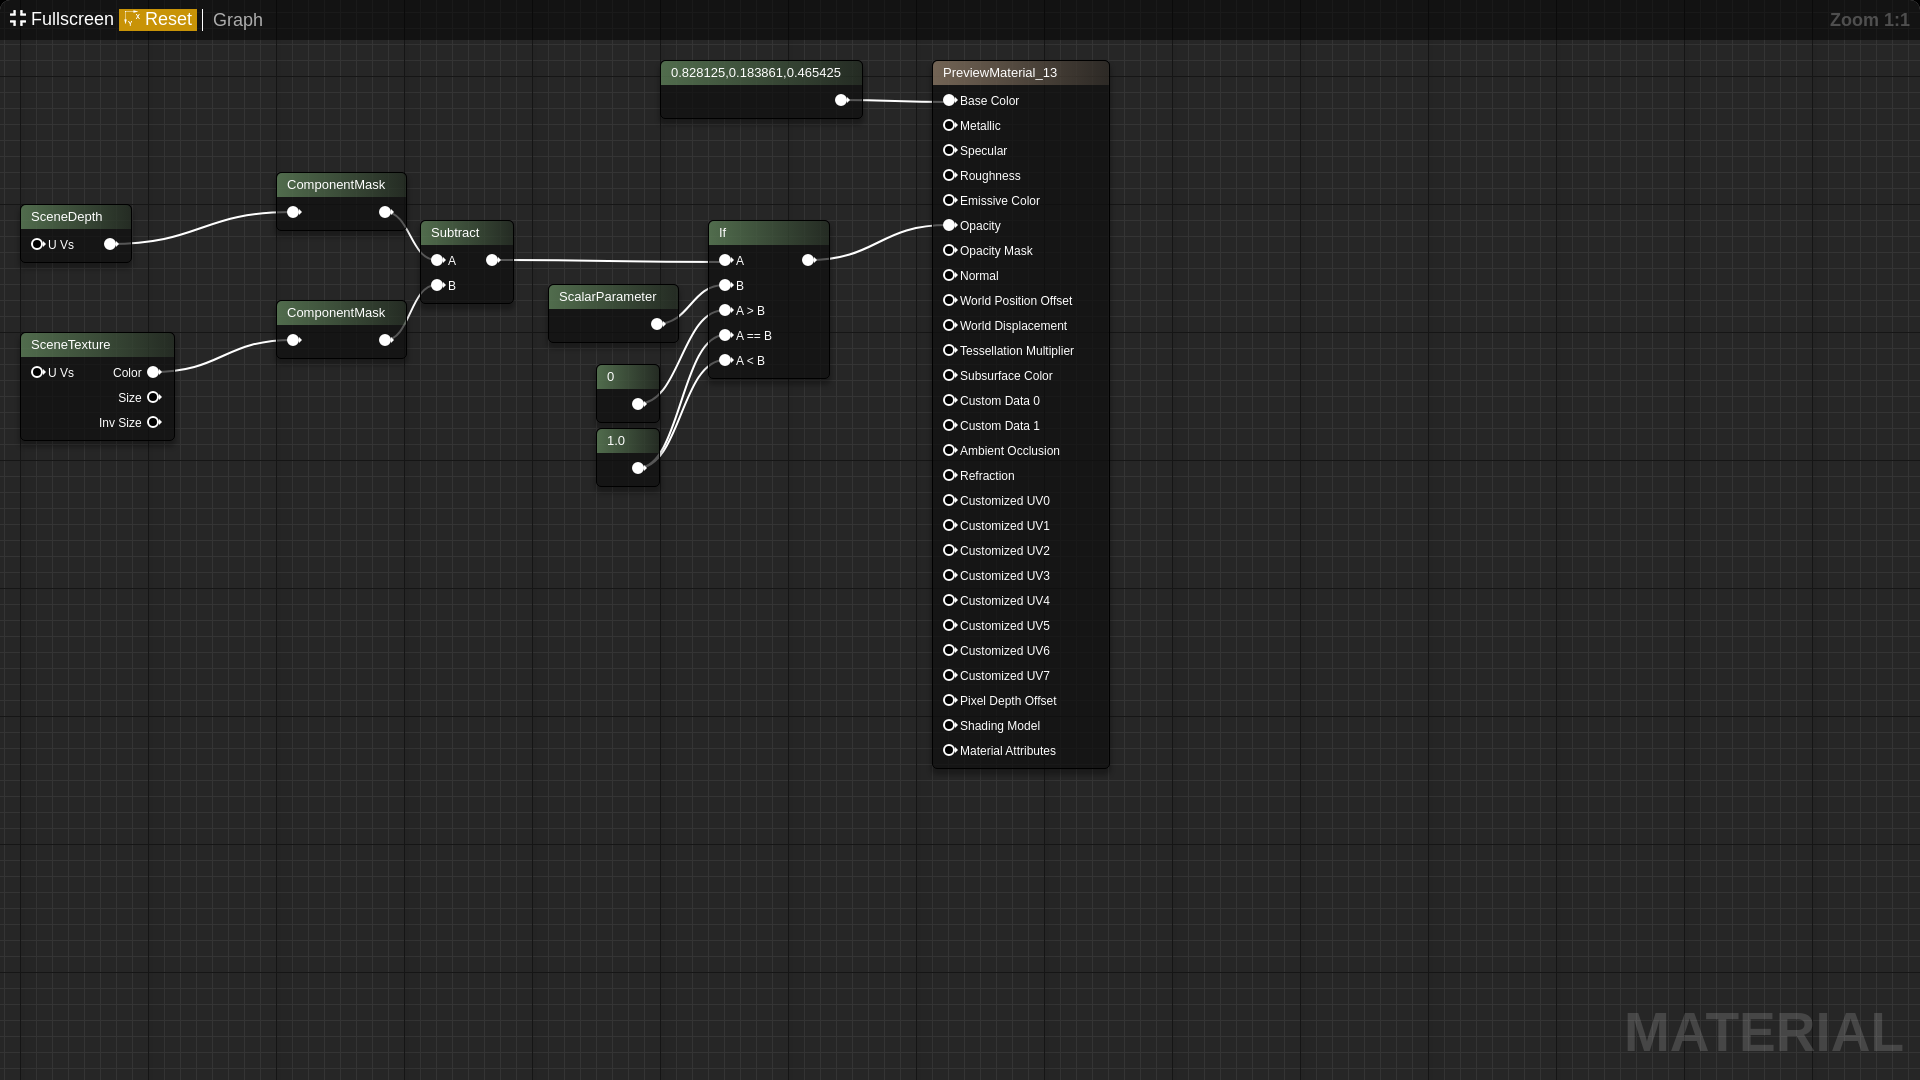 Fullscreen Reset Graph
Zoom 1:1
0.828125,0.183861,0.465425
PreviewMaterial_13
Base Color
Metallic
Specular
Roughness
Emissive Color
Opacity
Opacity Mask
Normal
World Position Offset
World Displacement
Tessellation Multiplier
Subsurface Color
Custom Data 0
Custom Data 1
Ambient Occlusion
Refraction
Customized UV0
Customized UV1
Customized UV2
Customized UV3
Customized UV4
Customized UV5
Customized UV6
Customized UV7
Pixel Depth Offset
Shading Model
Material Attributes
ComponentMask
SceneDepth
U Vs
Subtract
A
B
If
A
B
A > B
A == B
A < B
ScalarParameter
ComponentMask
SceneTexture
U Vs Color
Size
Inv Size
0
1.0
MATERIAL